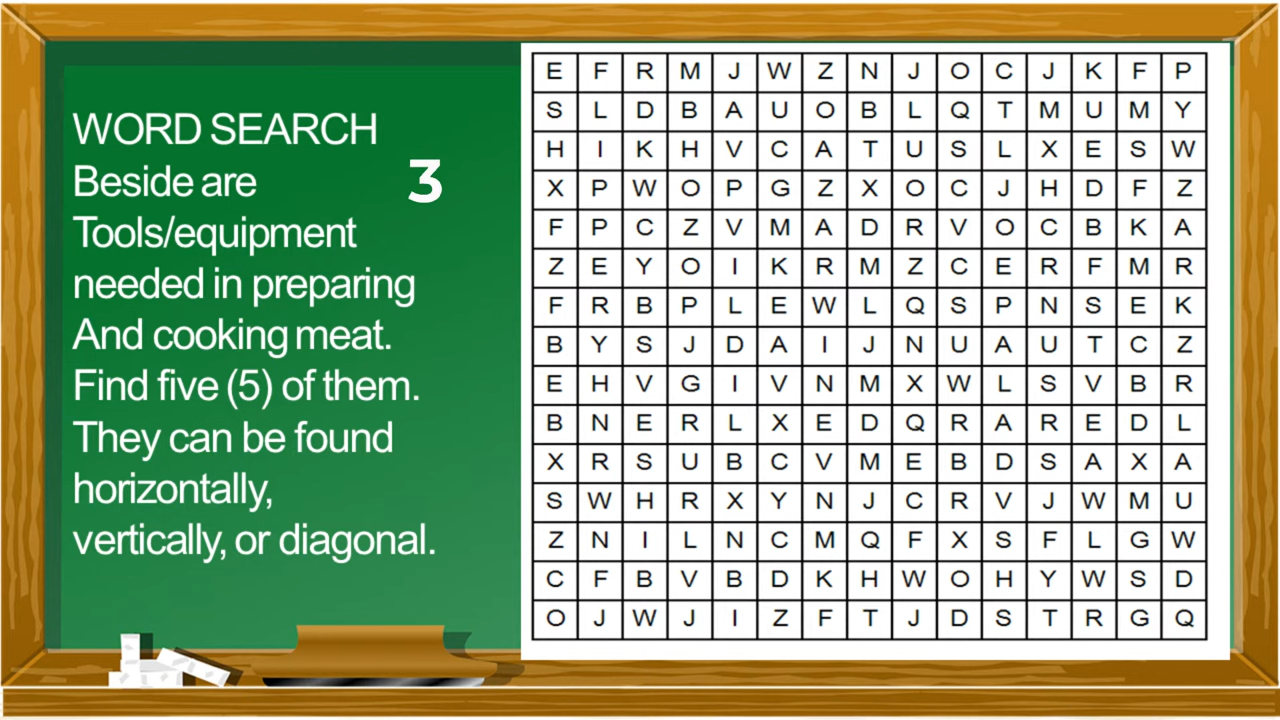 WORD SEARCH
Beside are
3
Tools/equipment
needed in preparing
And cooking meat.
Find five (5) of them.
They can be found
horizontally,
vertically, or diagonal.
E F R M J W Z N J O C J K F P
S L D B A U O B L Q T M U M Y
H I K H V C A T U S L X E S W
X P W O P G Z X O C J H D F Z
F P C Z V M A D R V O C B K A
Z E Y O I K R M Z C E R F M R
F R B P L E W L Q S P N S E K
B Y S J D A I J N U A U T C Z
E H V G I V N M X W L S V B R
B N E R L X E D Q R A R E D L
X R S U B C V M E B D S A X A
S W H R X Y N J C R V J W M U
Z N I L N C M Q F X S F L G W
C F B V B D K H W O H Y W S D
O J W J I Z F T J D S T R G Q